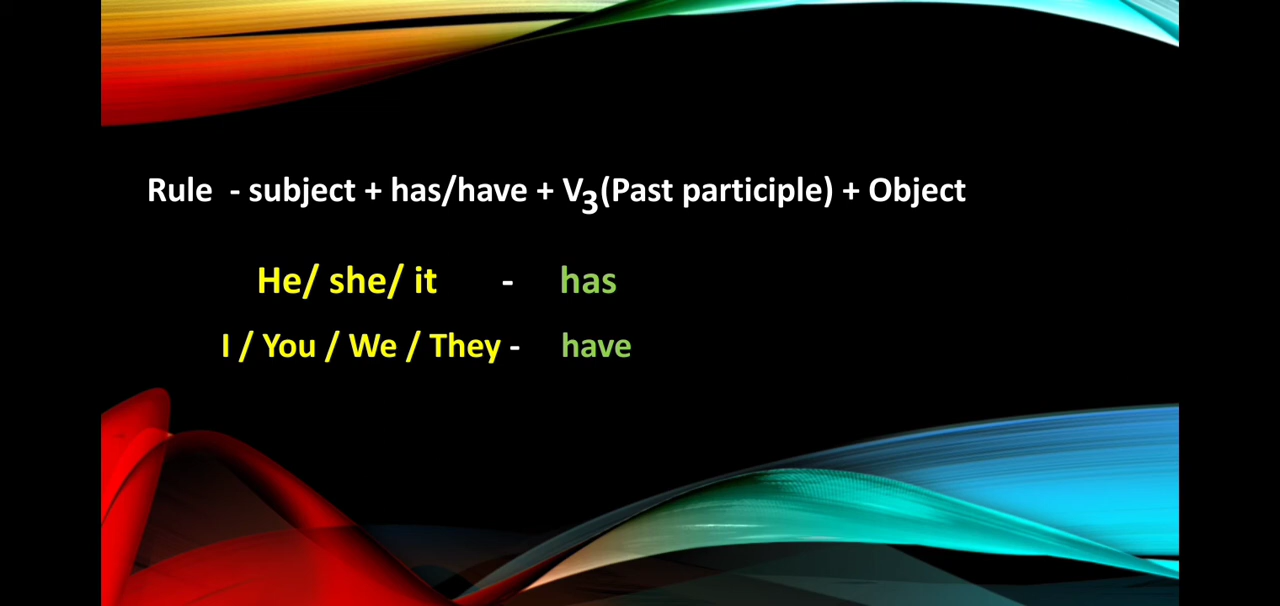 Rule - subject + has/have + V₃(Past participle) + Object
He/ she/ it - has
I / You / We / They - have